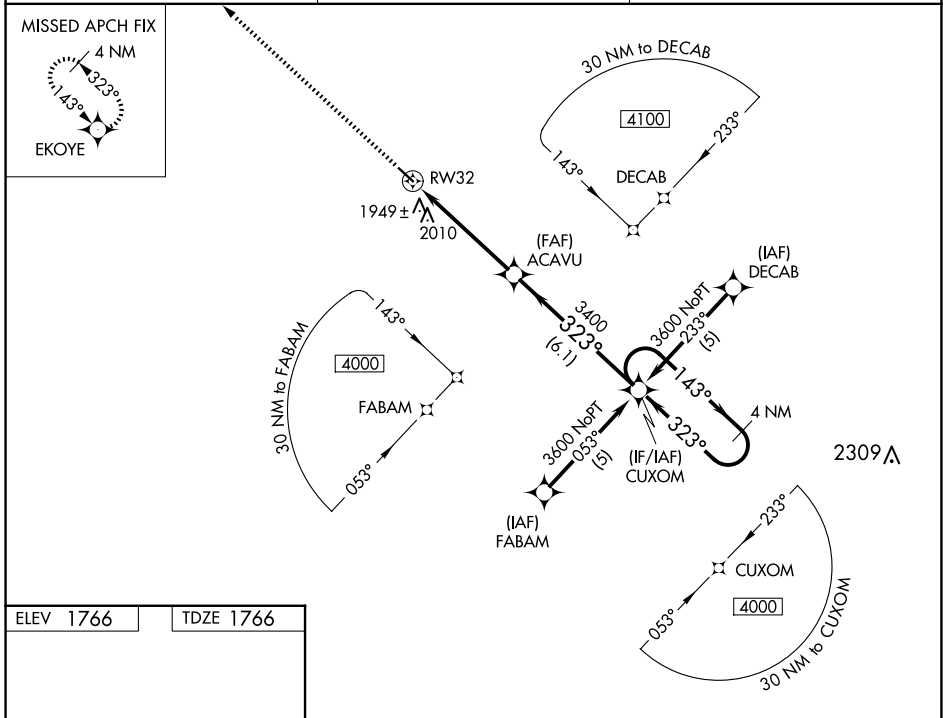 MISSED APCH FIX
4 NM
323°
143°
EKOYE
30 NM to DECAB
4100
233°
143°
DECAB
RW32
1949 ±
2010
(FAF)
ACAVU
(IAF)
DECAB
3400
323°
(6.1)
3600 NoPT
233°
(5)
143°
4 NM
323°
(IF/IAF)
CUXOM
3600 NoPT
053°
(5)
(IAF)
FABAM
30 NM to FABAM
143°
4000
FABAM
053°
2309
233°
CUXOM
4000
053°
30 NM to CUXOM
ELEV 1766
TDZE 1766